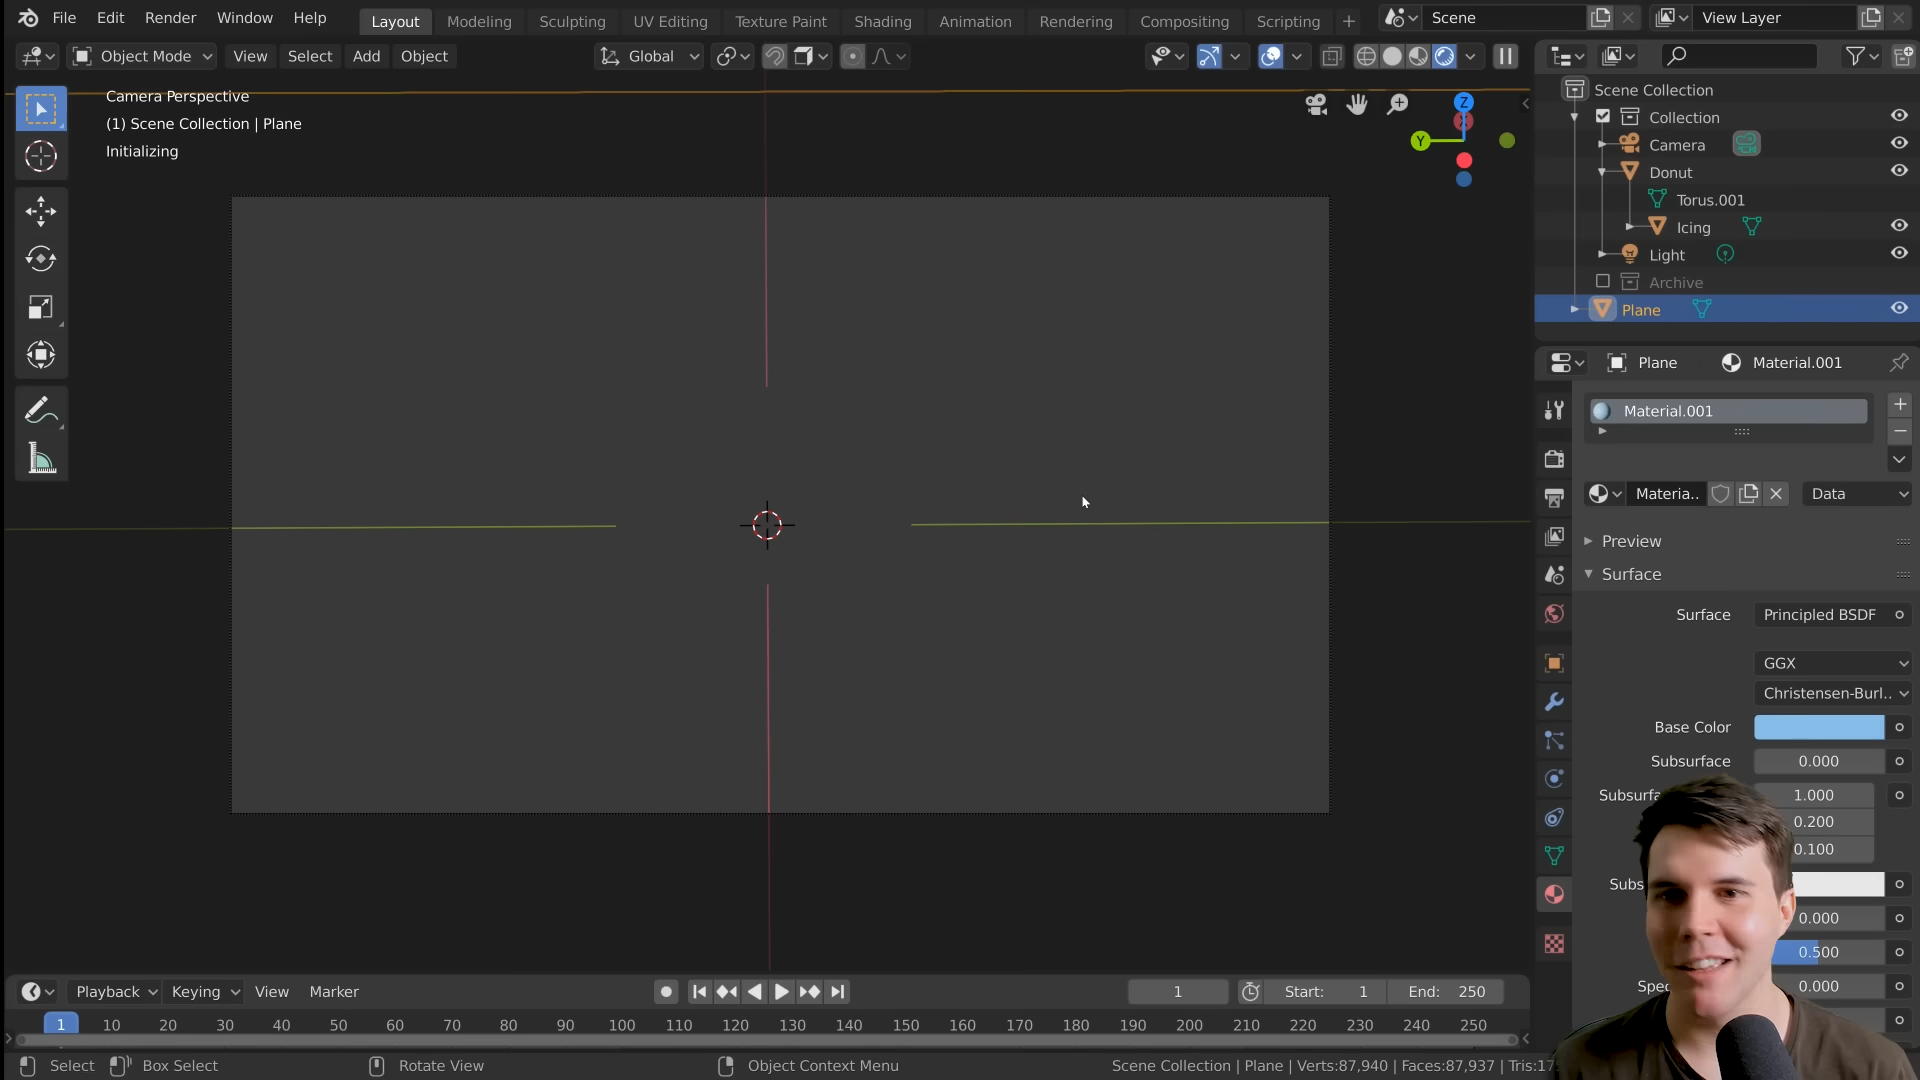 File Edit Render Window Help Layout Modeling Sculpting UV Editing Texture Paint Shading Animation Rendering Compositing Scripting + Scene View Layer
Object Mode View Select Add Object Global
Camera Perspective
(1) Scene Collection | Plane
Initializing
Z
Y
X
Scene Collection
Collection
Camera
Donut
Torus.001
Icing
Light
Archive
Plane
Plane Material.001
Material.001
Materia.. Data
Preview
Surface
Surface Principled BSDF
GGX
Christensen-Burl..
Base Color
Subsurface 0.000
Subsurfa 1.000
0.200
0.100
Subs
0.000
0.500
Spec 0.000
Playback Keying View Marker 1 Start: 1 End: 250
1 10 20 30 40 50 60 70 80 90 100 110 120 130 140 150 160 170 180 190 200 210 220 230 240 250
Select Box Select Rotate View Object Context Menu Scene Collection | Plane | Verts:87,940 | Faces:87,937 | Tris:17